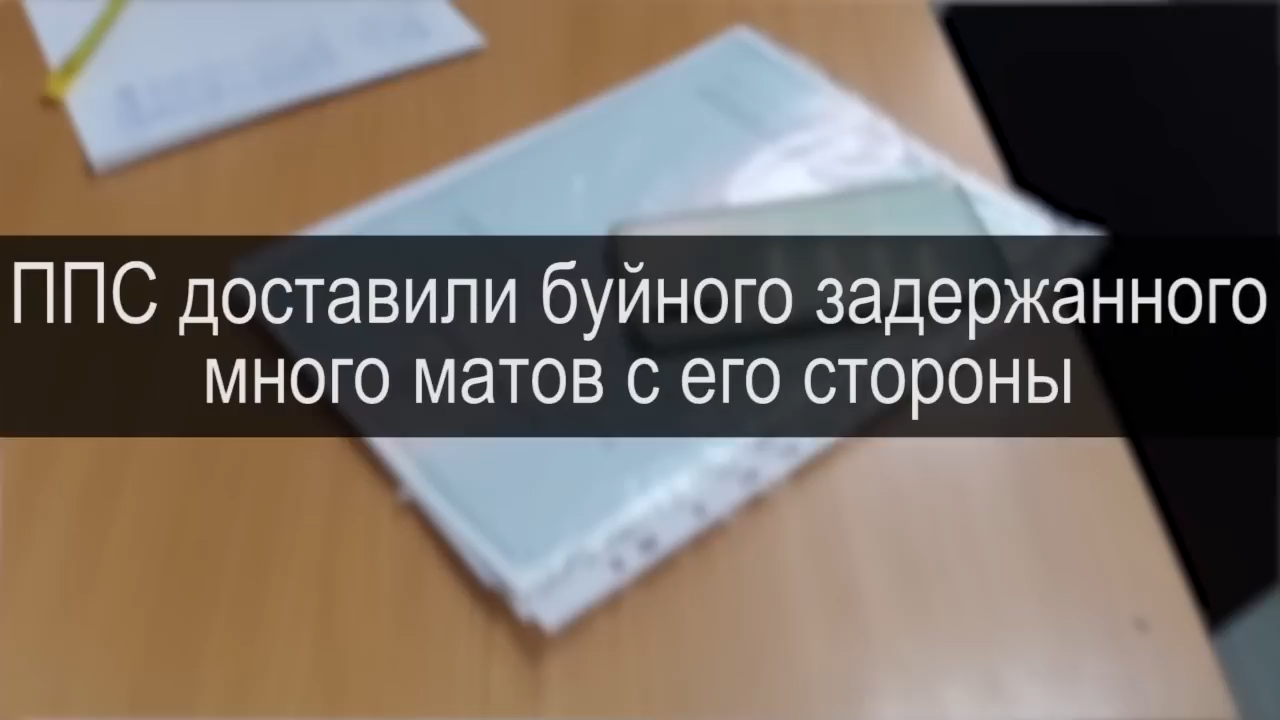 ППС доставили буйного задержанного
много матов с его стороны